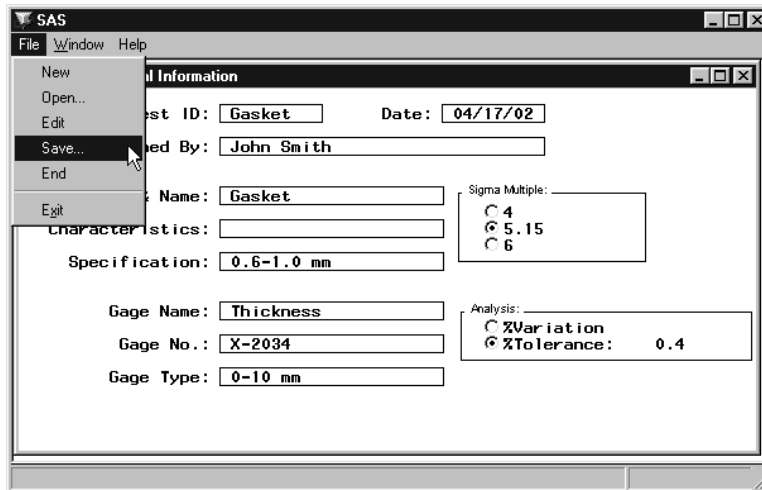 SAS
File Window Help
New
Open...
Edit
Save...
End
Exit
al Information
est ID: Gasket Date: 04/17/02
ed By: John Smith
& Name: Gasket
Characteristics:
Specification: 0.6-1.0 mm
Sigma Multiple:
4
5.15
6
Gage Name: Thickness
Gage No.: X-2034
Gage Type: 0-10 mm
Analysis:
%Variation
%Tolerance: 0.4